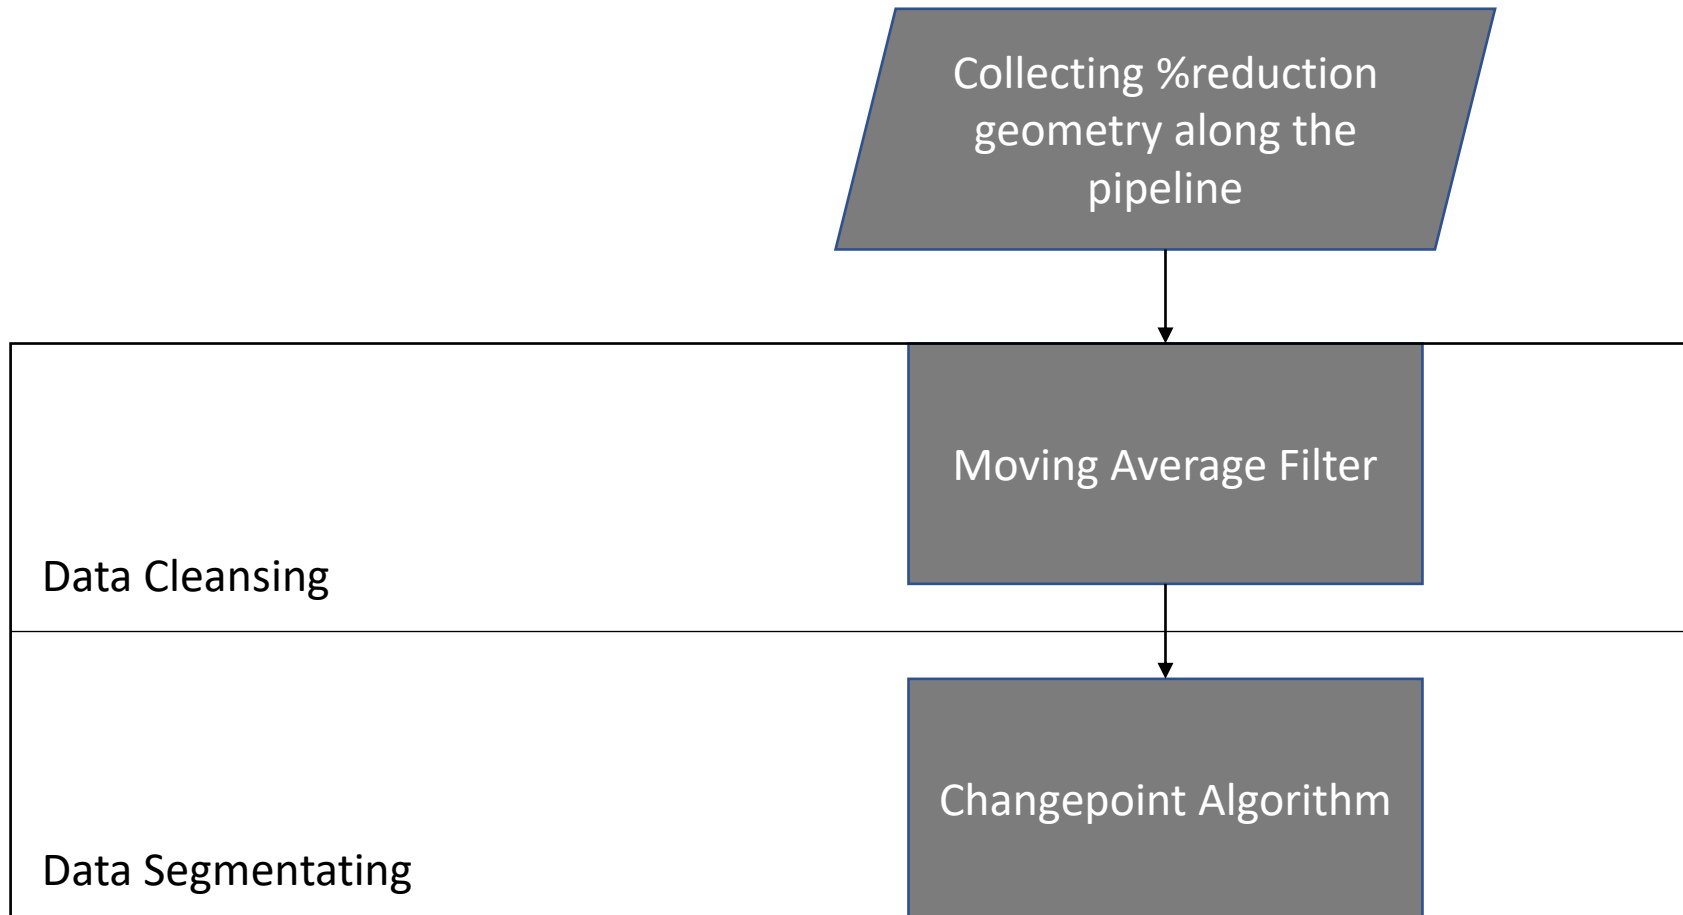 Collecting %reduction
geometry along the
pipeline
Moving Average Filter
Data Cleansing
Changepoint Algorithm
Data Segmentating